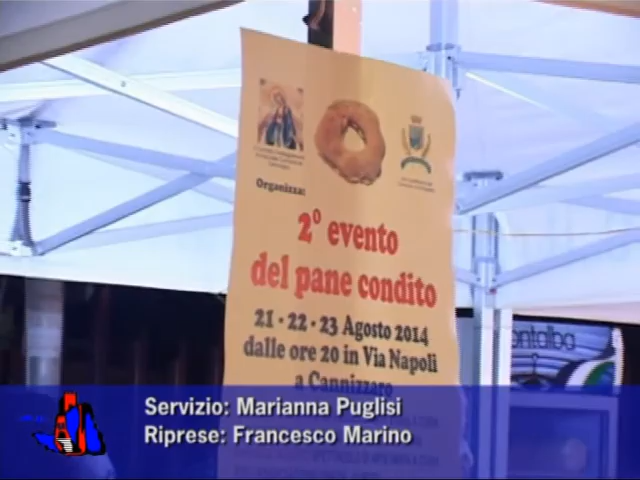 Organizza:
2° evento
del pane condito
21 - 22 - 23 Agosto 2014
dalle ore 20 in Via Napoli
a Cannizzaro
Servizio: Marianna Puglisi
Riprese: Francesco Marino